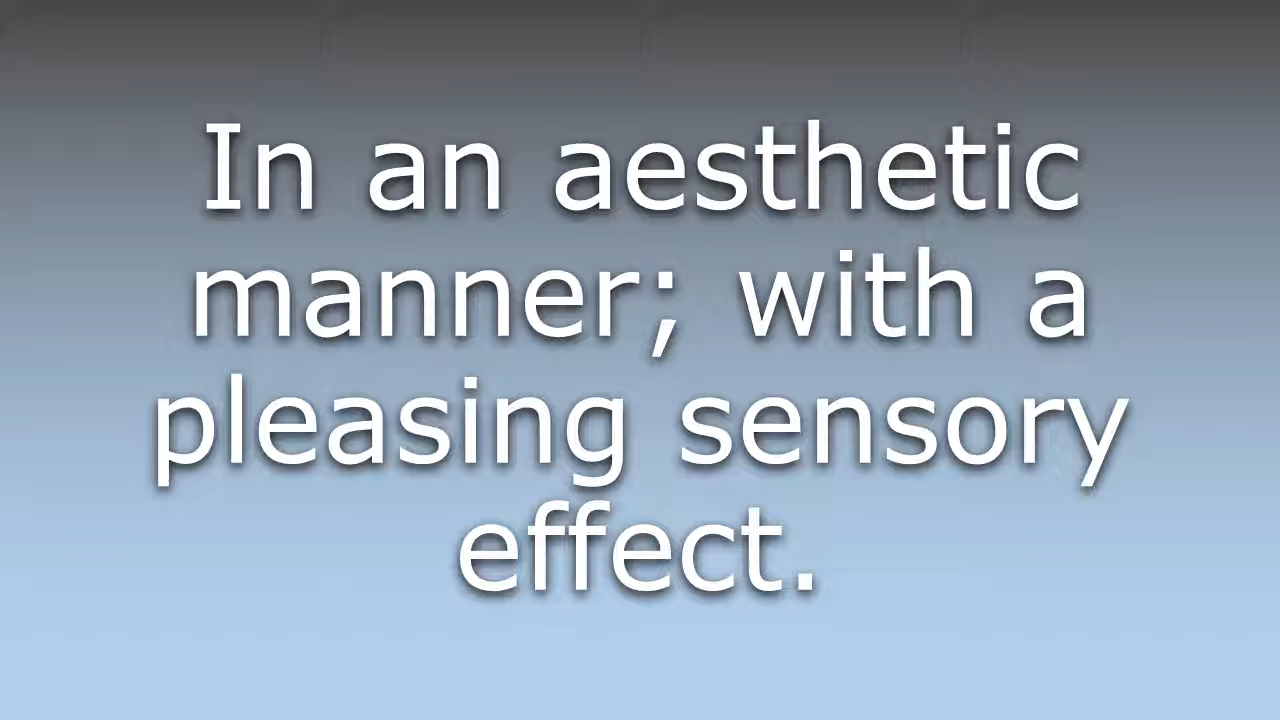 In an aesthetic
manner; with a
pleasing sensory
effect.